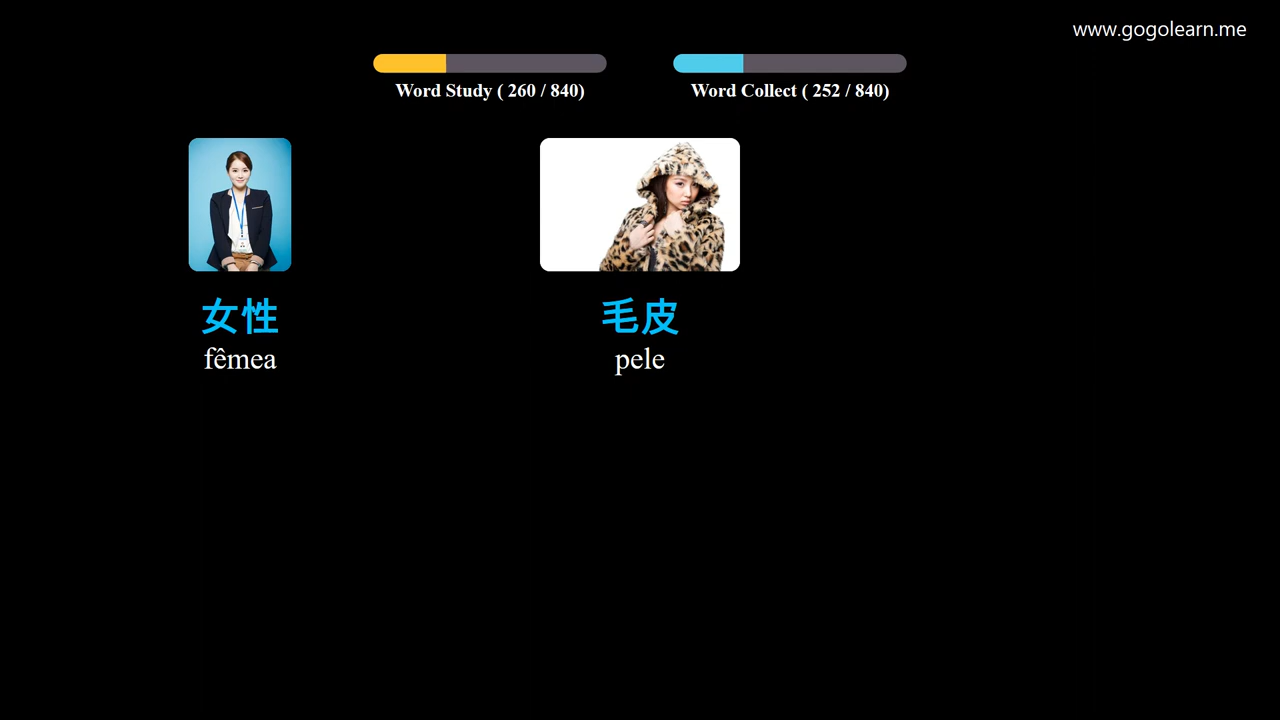 www.gogolearn.me
Word Study ( 260 / 840)
Word Collect ( 252 / 840)
女性
fêmea
毛皮
pele